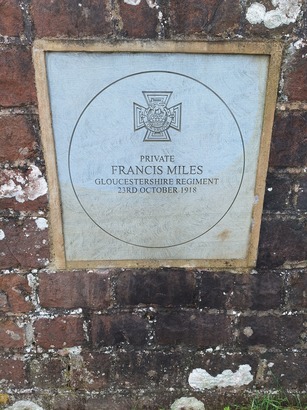 PRIVATE
FRANCIS MILES
GLOUCESTERSHIRE REGIMENT
23RD OCTOBER 1918